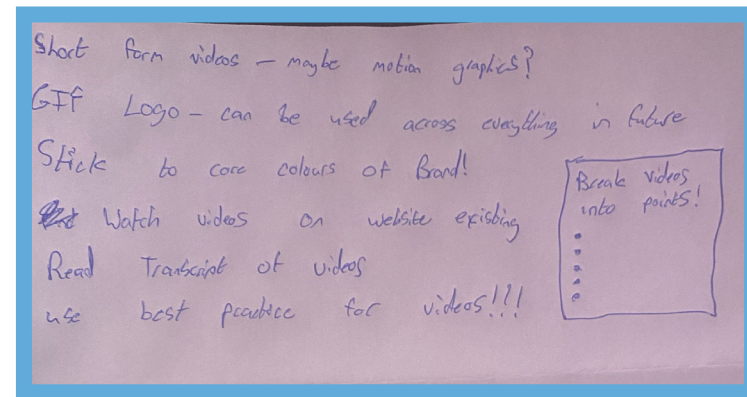 Short form videos – maybe motion graphics?
GIF Logo – can be used across everything in future
Stick to core colours of Brand!
Watch videos on website existing
Read Transcript of videos
use best practice for videos!!!
Break videos
into points!